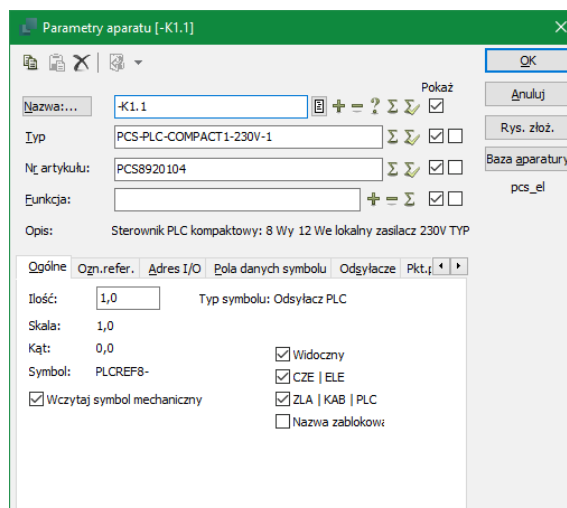 Parametry aparatu [-K1.1]
OK
Pokaż
Nazwa:... -K1.1
Anuluj
Typ PCS-PLC-COMPACT1-230V-1
Rys. złoż.
Nr artykułu: PCS8920104
Baza aparatury
Funkcja:
pcs_el
Opis: Sterownik PLC kompaktowy: 8 Wy 12 We lokalny zasilacz 230V TYP
Ogólne Ozn.refer. Adres I/O Pola danych symbolu Odsyłacze Pkt.
Ilość: 1,0 Typ symbolu: Odsyłacz PLC
Skala: 1,0
Kąt: 0,0
Widoczny
Symbol: PLCREF8-
CZE | ELE
Wczytaj symbol mechaniczny
ZLA | KAB | PLC
Nazwa zablokowa